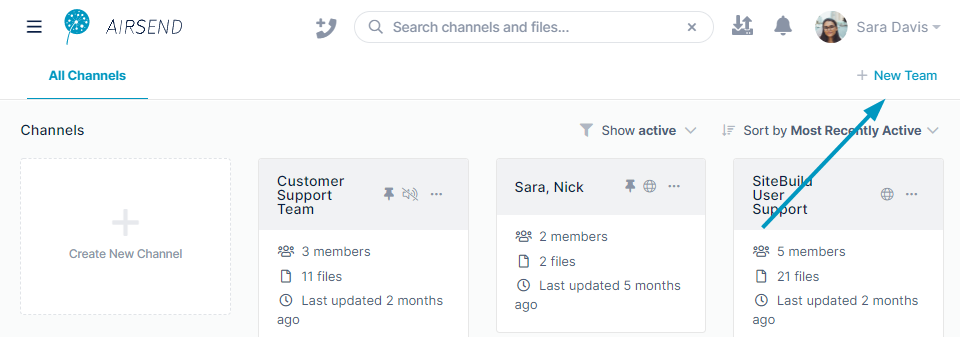 AIRSEND
Search channels and files...
Sara Davis
All Channels
+ New Team
Channels
Show active
Sort by Most Recently Active
Create New Channel
Customer
Support
Team
3 members
11 files
Last updated 2 months
ago
Sara, Nick
2 members
2 files
Last updated 5 months
ago
SiteBuild
User
Support
5 members
21 files
Last updated 2 months
ago